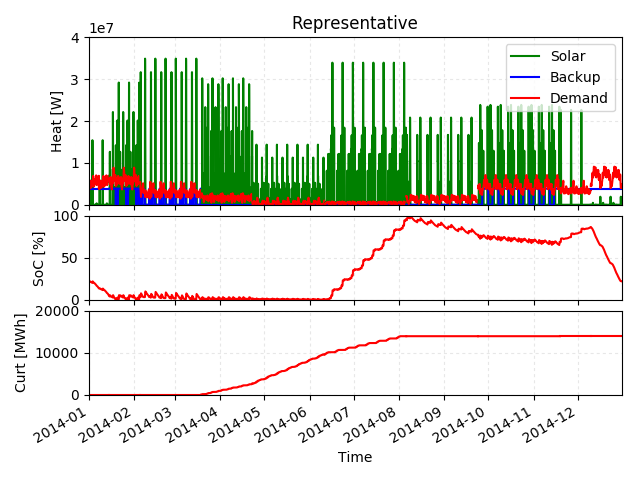 Representative
1e7
4
3
2
1
0
Heat [W]
Solar
Backup
Demand
100
50
0
SoC [%]
20000
10000
0
Curt [MWh]
2014-01
2014-02
2014-03
2014-04
2014-05
2014-06
2014-07
2014-08
2014-09
2014-10
2014-11
2014-12
Time